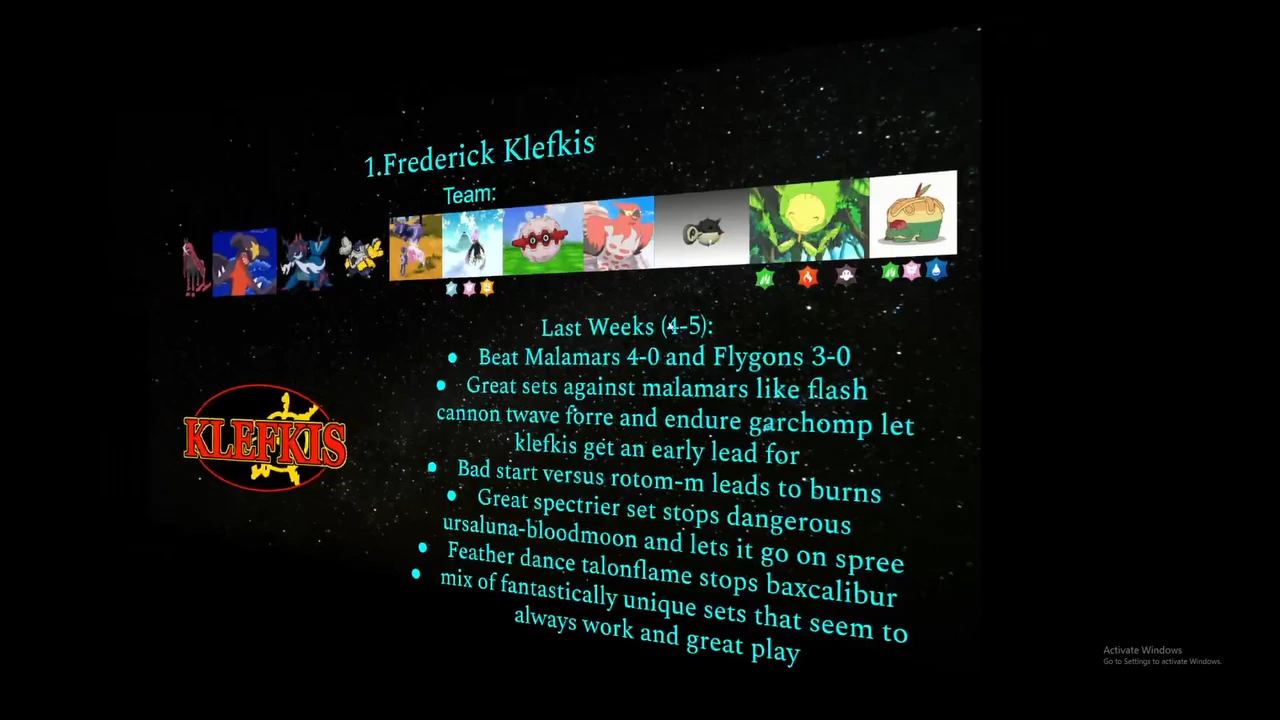 1.Frederick Klefkis
Team:
Last Weeks (4-5):
Beat Malamars 4-0 and Flygons 3-0
Great sets against malamars like flash
cannon twave forre and endure garchomp let
klefkis get an early lead for
Bad start versus rotom-m leads to burns
Great spectrier set stops dangerous
ursaluna-bloodmoon and lets it go on spree
Feather dance talonflame stops baxcalibur
mix of fantastically unique sets that seem to
always work and great play
KLEFKIS
Activate Windows
Go to Settings to activate Windows.